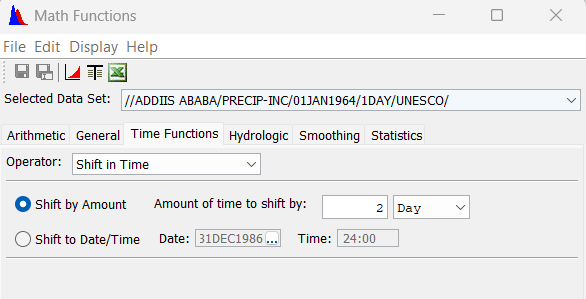 Math Functions
File Edit Display Help
Selected Data Set: //ADDIIS ABABA/PRECIP-INC/01JAN1964/1DAY/UNESCO/
Arithmetic General Time Functions Hydrologic Smoothing Statistics
Operator: Shift in Time
Shift by Amount Amount of time to shift by: 2 Day
Shift to Date/Time Date: 31DEC1986 ... Time: 24:00